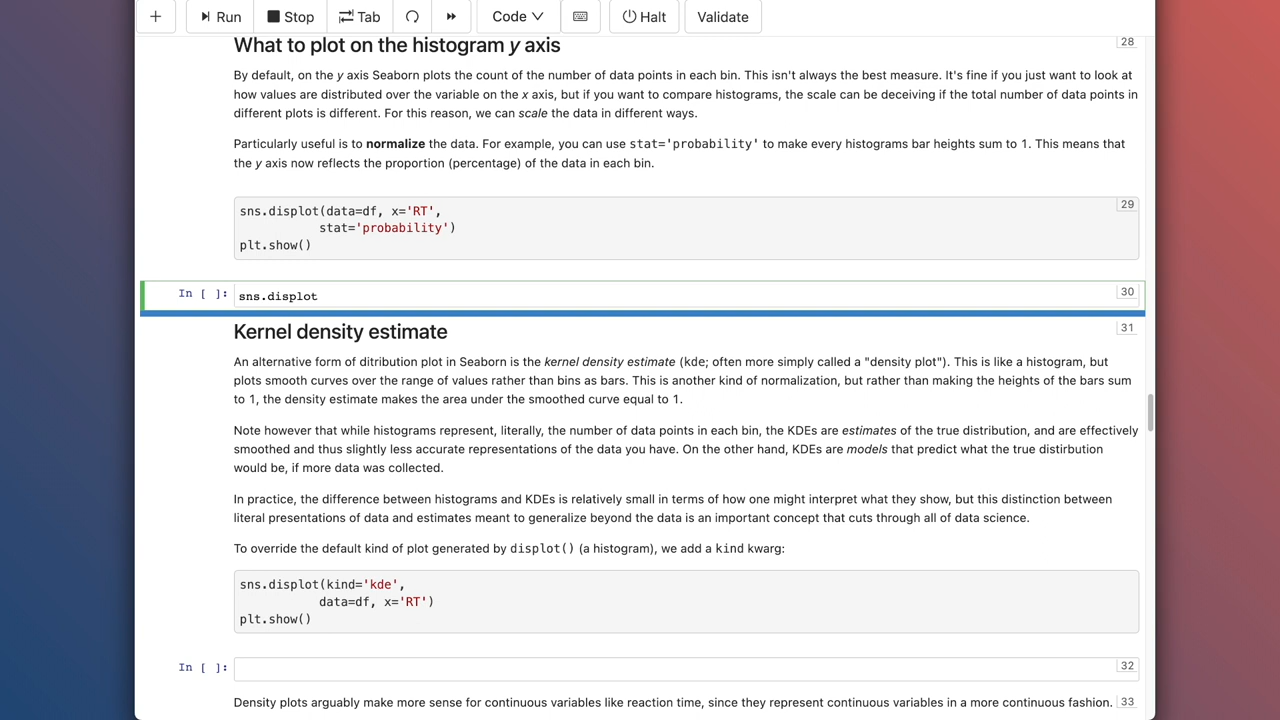 Run Stop Tab Code Halt Validate
What to plot on the histogram y axis 28
By default, on the y axis Seaborn plots the count of the number of data points in each bin. This isn't always the best measure. It's fine if you just want to look at
how values are distributed over the variable on the x axis, but if you want to compare histograms, the scale can be deceiving if the total number of data points in
different plots is different. For this reason, we can scale the data in different ways.
Particularly useful is to normalize the data. For example, you can use stat='probability' to make every histograms bar heights sum to 1. This means that
the y axis now reflects the proportion (percentage) of the data in each bin.
sns.displot(data=df, x='RT', 29
stat='probability')
plt.show()
In [ ]: sns.displot 30
Kernel density estimate 31
An alternative form of ditribution plot in Seaborn is the kernel density estimate (kde; often more simply called a "density plot"). This is like a histogram, but
plots smooth curves over the range of values rather than bins as bars. This is another kind of normalization, but rather than making the heights of the bars sum
to 1, the density estimate makes the area under the smoothed curve equal to 1.
Note however that while histograms represent, literally, the number of data points in each bin, the KDEs are estimates of the true distribution, and are effectively
smoothed and thus slightly less accurate representations of the data you have. On the other hand, KDEs are models that predict what the true distirbution
would be, if more data was collected.
In practice, the difference between histograms and KDEs is relatively small in terms of how one might interpret what they show, but this distinction between
literal presentations of data and estimates meant to generalize beyond the data is an important concept that cuts through all of data science.
To override the default kind of plot generated by displot() (a histogram), we add a kind kwarg:
sns.displot(kind='kde',
data=df, x='RT')
plt.show()
In [ ]: 32
Density plots arguably make more sense for continuous variables like reaction time, since they represent continuous variables in a more continuous fashion. 33